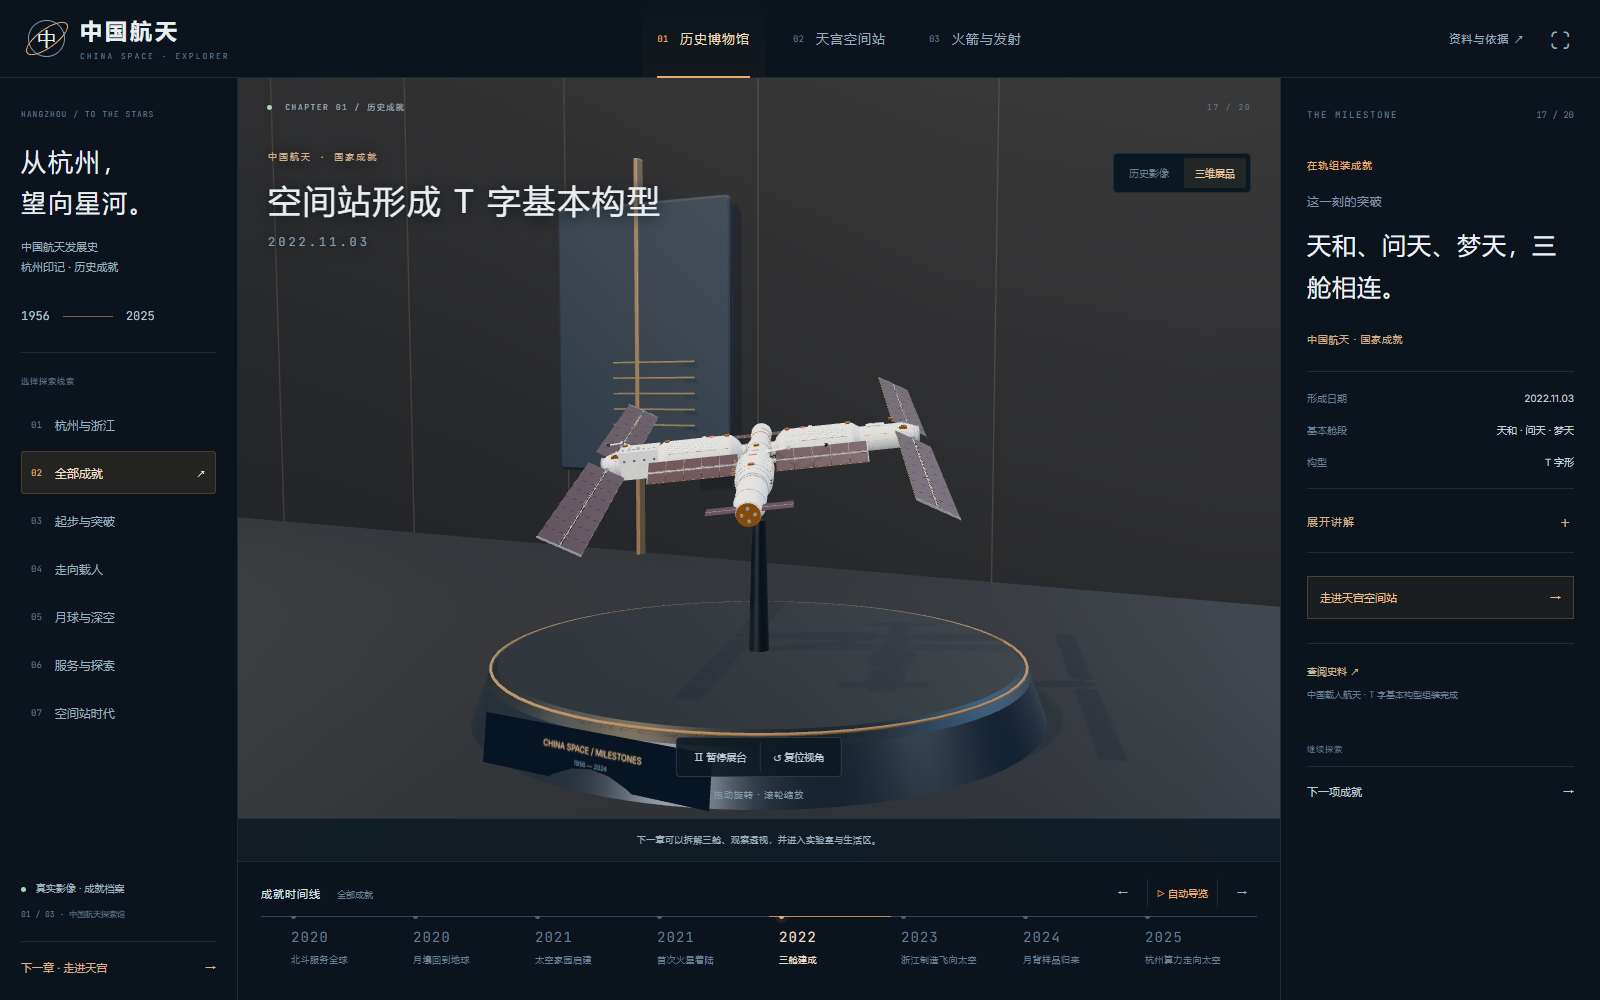 中国航天
CHINA SPACE · EXPLORER
01 历史博物馆
02 天宫空间站
03 火箭与发射
资料与依据 ↗
HANGZHOU / TO THE STARS
从杭州，
望向星河。
中国航天发展史
杭州印记 · 历史成就
1956 2025
选择探索线索
01 杭州与浙江
02 全部成就 ↗
03 起步与突破
04 走向载人
05 月球与深空
06 服务与探索
07 空间站时代
真实影像 · 成就档案
01 / 03 · 中国航天探索馆
下一章 · 走进天宫 →
CHAPTER 01 / 历史成就
17 / 20
中国航天 · 国家成就
空间站形成 T 字基本构型
2022.11.03
历史影像 三维展品
CHINA SPACE / MILESTONES
1956 — 2024
暂停展台 ↺ 复位视角
拖动旋转 · 滚轮缩放
下一章可以拆解三舱、观察透视，并进入实验室与生活区。
成就时间线 全部成就
← ▷ 自动导览 →
2020
北斗服务全球
2020
月壤回到地球
2021
太空家园启建
2021
首次火星着陆
2022
三舱建成
2023
浙江制造飞向太空
2024
月背样品归来
2025
杭州算力走向太空
THE MILESTONE 17 / 20
在轨组装成就
这一刻的突破
天和、问天、梦天，三
舱相连。
中国航天 · 国家成就
形成日期 2022.11.03
基本舱段 天和 · 问天 · 梦天
构型 T 字形
展开讲解 +
走进天宫空间站 →
查阅史料 ↗
中国载人航天 · T 字基本构型组装完成
继续探索
下一项成就 →